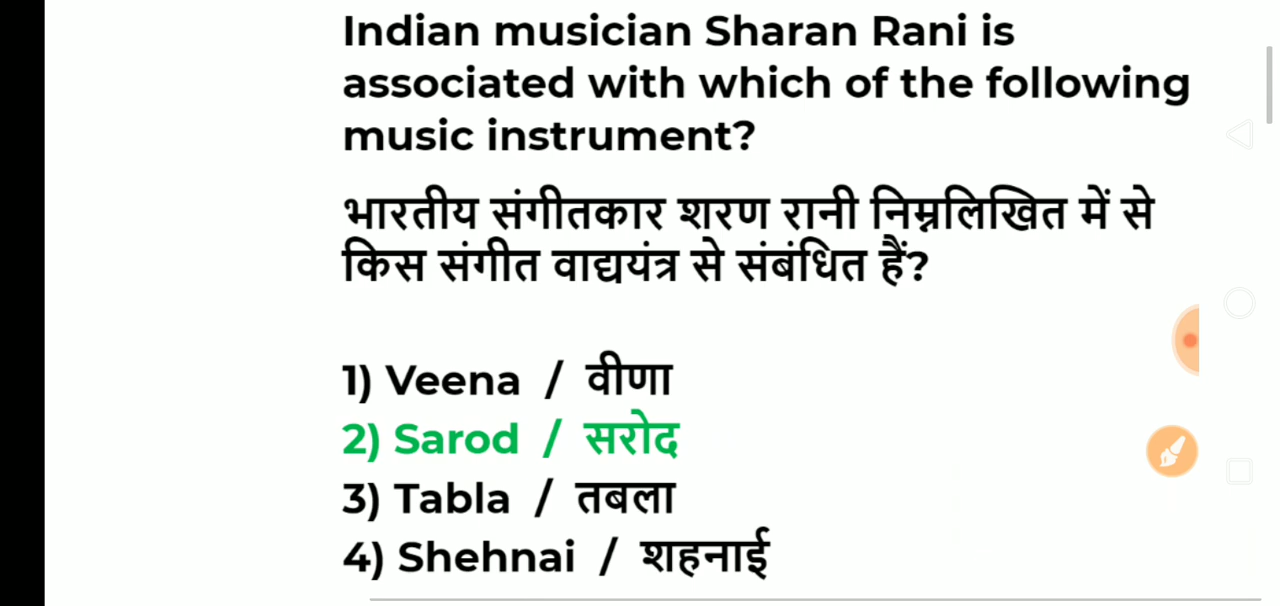 Indian musician Sharan Rani is
associated with which of the following
music instrument?
भारतीय संगीतकार शरण रानी निम्नलिखित में से
किस संगीत वाद्ययंत्र से संबंधित हैं?
1) Veena / वीणा
2) Sarod / सरोद
3) Tabla / तबला
4) Shehnai / शहनाई